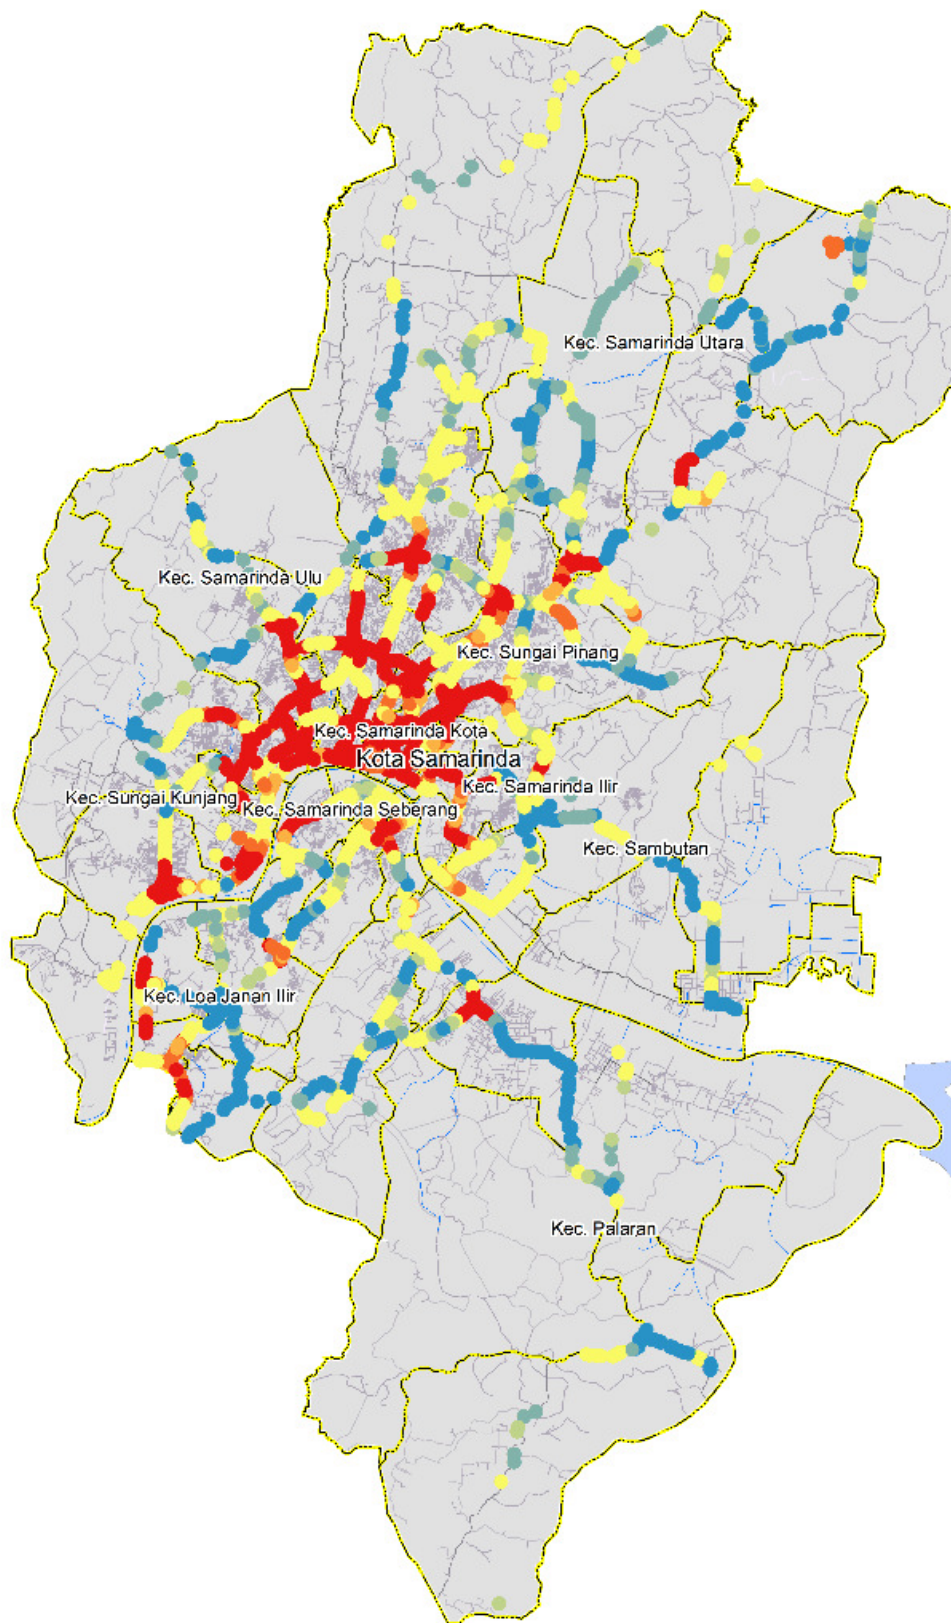 Kec. Samarinda Utara
Kec. Samarinda Ulu
Kec. Sungai Pinang
Kec. Samarinda Kota
Kota Samarinda
Kec. Samarinda Ilir
Kec. Sungai Kunjang
Kec. Samarinda Seberang
Kec. Sambutan
Kec. Loa Janan Ilir
Kec. Palaran